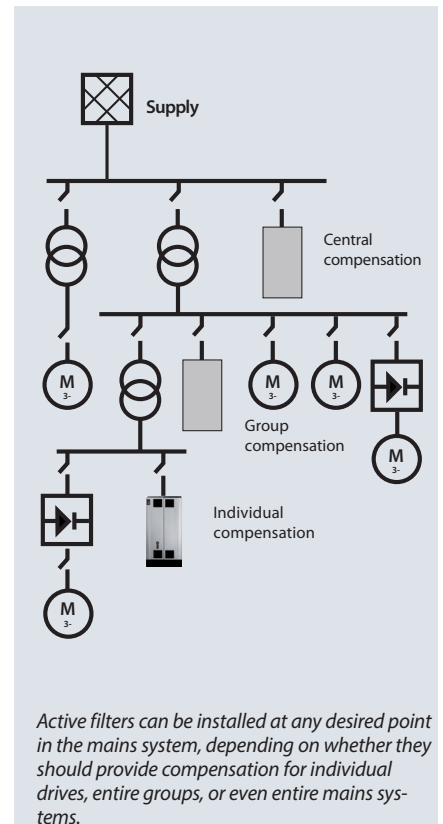 Supply
Central
compensation
M
3-
M
3-
M
3-
Group
compensation
M
3-
Individual
compensation
M
3-
Active filters can be installed at any desired point
in the mains system, depending on whether they
should provide compensation for individual
drives, entire groups, or even entire mains sys-
tems.